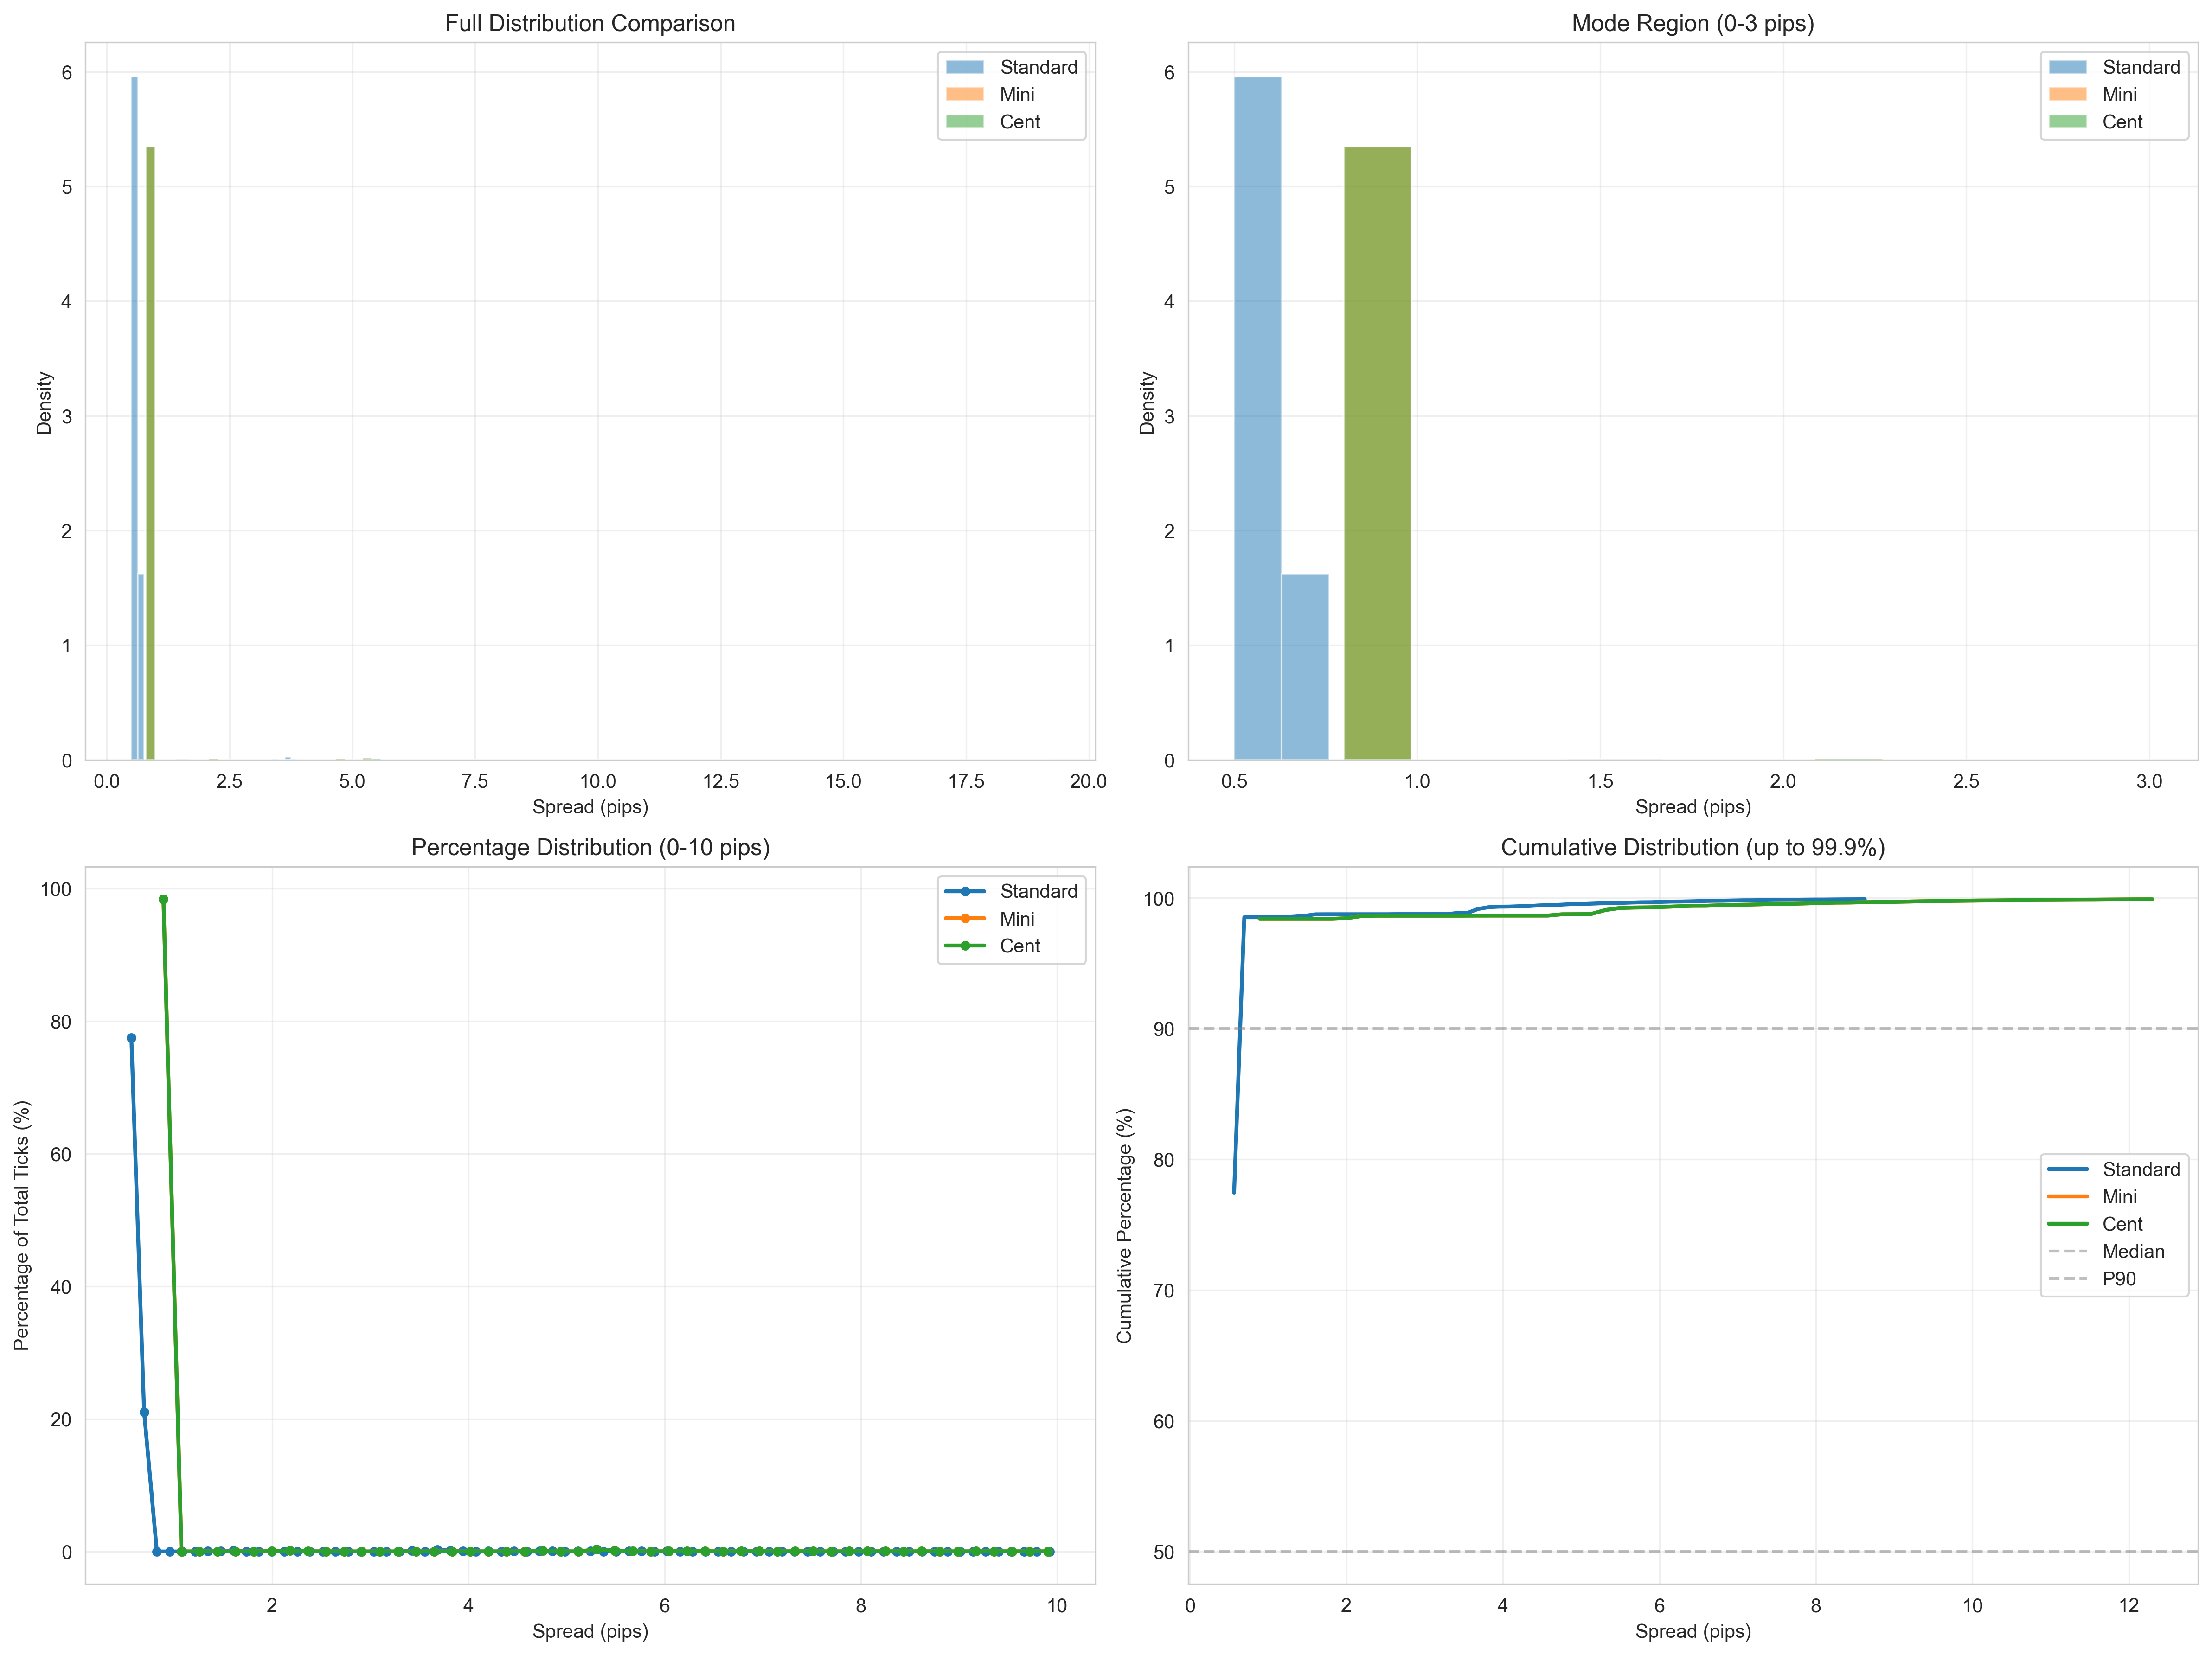 Full Distribution Comparison
Density
6
5
4
3
2
1
0
0.0 2.5 5.0 7.5 10.0 12.5 15.0 17.5 20.0
Spread (pips)
Standard
Mini
Cent
Mode Region (0-3 pips)
Density
6
5
4
3
2
1
0
0.5 1.0 1.5 2.0 2.5 3.0
Spread (pips)
Standard
Mini
Cent
Percentage Distribution (0-10 pips)
Percentage of Total Ticks (%)
100
80
60
40
20
0
2 4 6 8 10
Spread (pips)
Standard
Mini
Cent
Cumulative Distribution (up to 99.9%)
Cumulative Percentage (%)
100
90
80
70
60
50
0 2 4 6 8 10 12
Spread (pips)
Standard
Mini
Cent
Median
P90